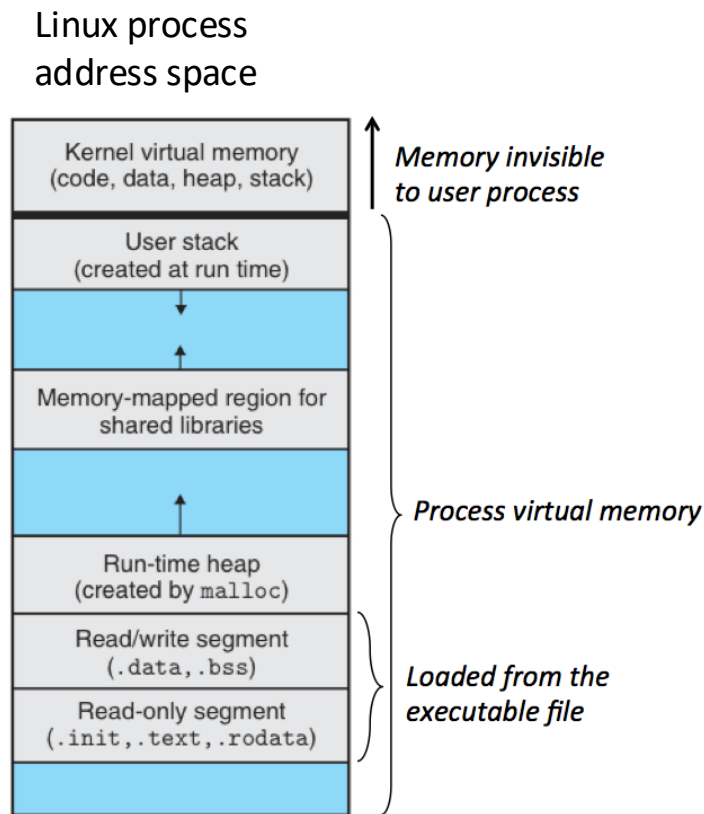 Linux process
address space
Kernel virtual memory
(code, data, heap, stack)
Memory invisible
to user process
User stack
(created at run time)
Memory-mapped region for
shared libraries
Process virtual memory
Run-time heap
(created by malloc)
Read/write segment
(.data,.bss)
Loaded from the
executable file
Read-only segment
(.init,.text,.rodata)